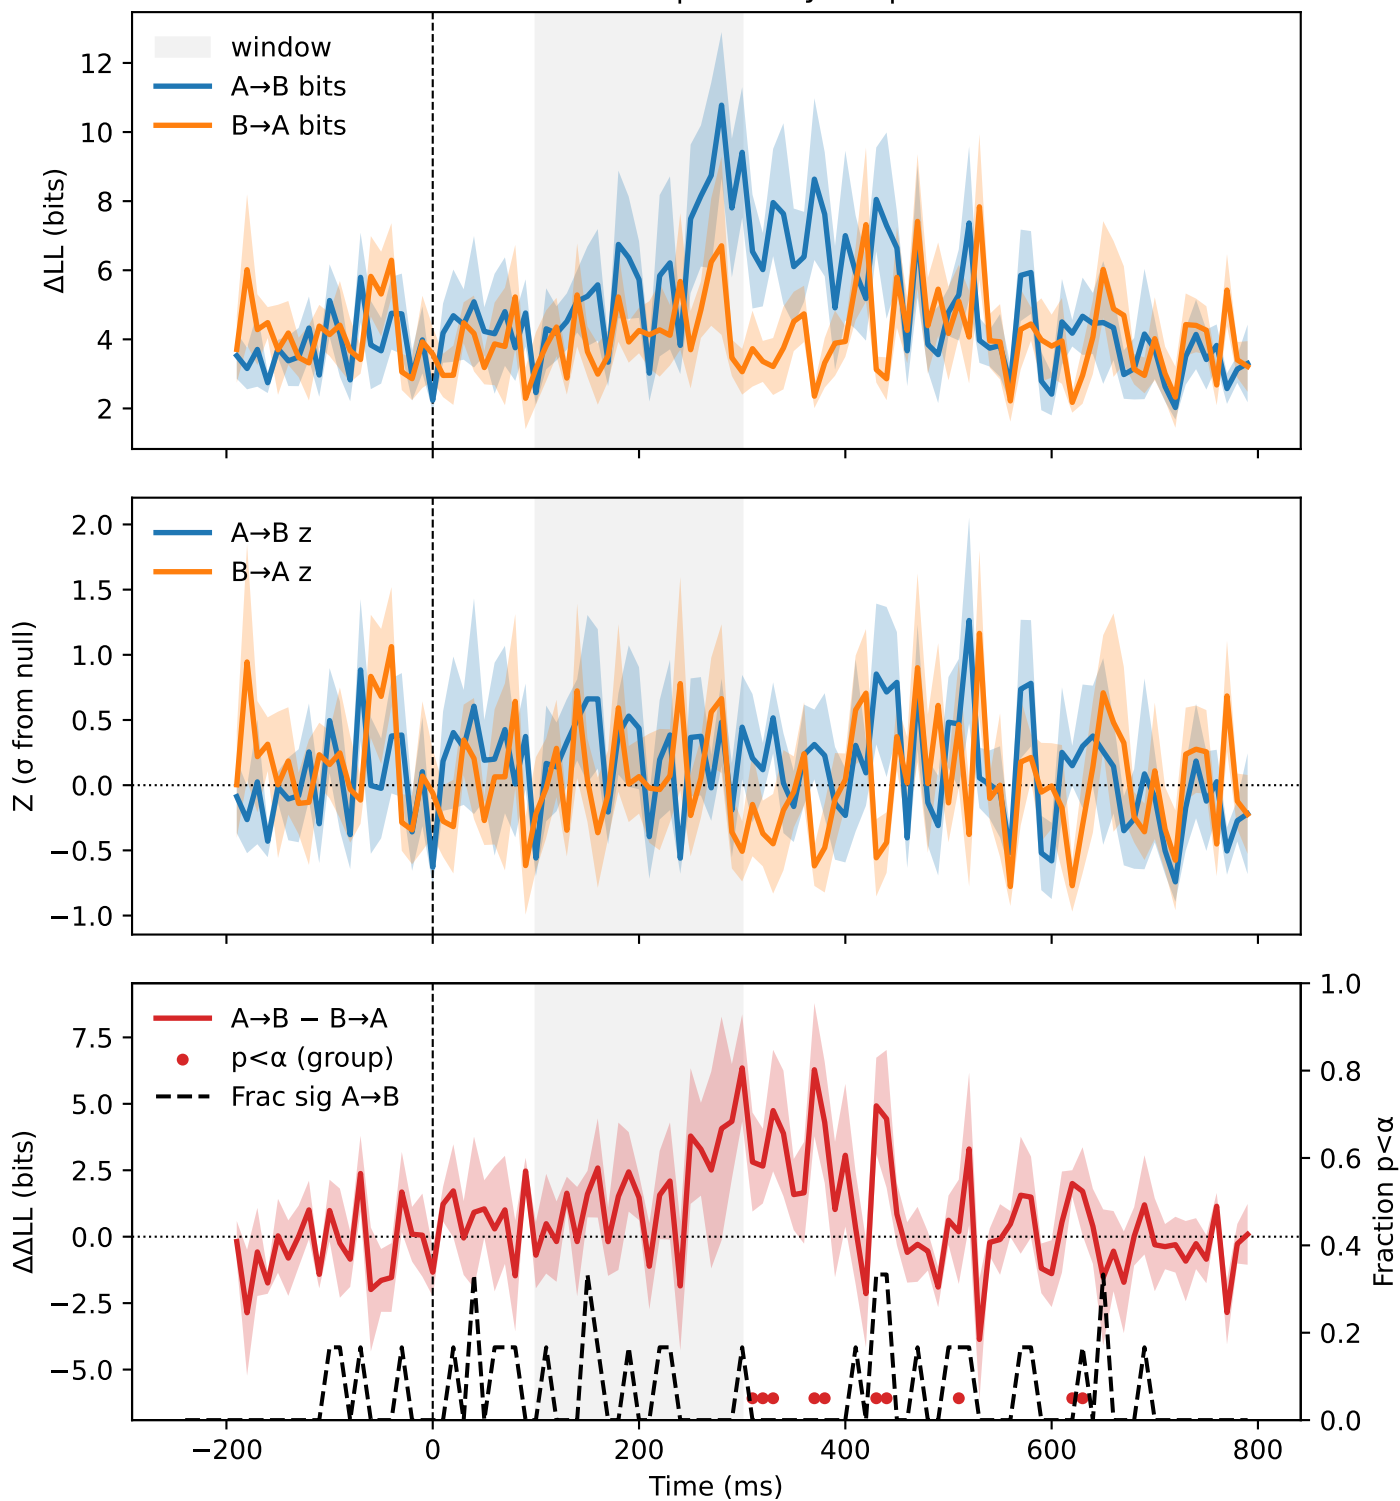 window
A→B bits
B→A bits
ΔLL (bits)
12
10
8
6
4
2
A→B z
B→A z
Z (σ from null)
2.0
1.5
1.0
0.5
0.0
−0.5
−1.0
A→B − B→A
p<α (group)
Frac sig A→B
ΔΔLL (bits)
7.5
5.0
2.5
0.0
−2.5
−5.0
1.0
0.8
0.6
0.4
0.2
0.0
Fraction p<α
−200
0
200
400
600
800
Time (ms)